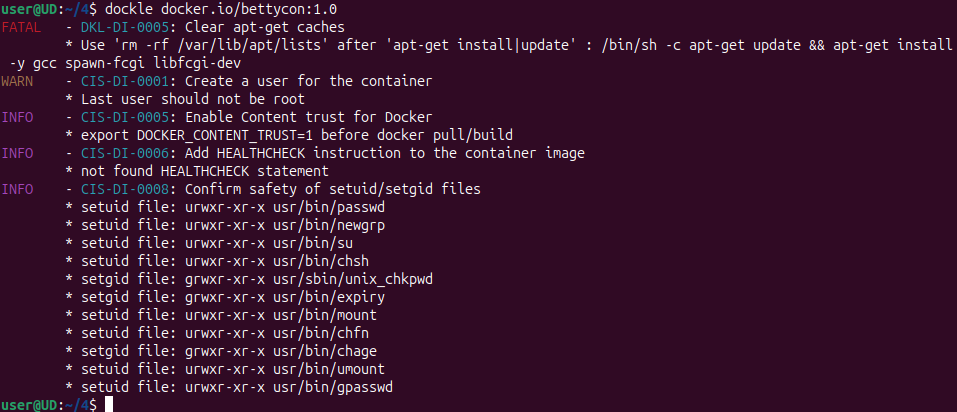 user@UD:~/4$ dockle docker.io/bettycon:1.0
FATAL - DKL-DI-0005: Clear apt-get caches
* Use 'rm -rf /var/lib/apt/lists' after 'apt-get install|update' : /bin/sh -c apt-get update && apt-get install
-y gcc spawn-fcgi libfcgi-dev
WARN - CIS-DI-0001: Create a user for the container
* Last user should not be root
INFO - CIS-DI-0005: Enable Content trust for Docker
* export DOCKER_CONTENT_TRUST=1 before docker pull/build
INFO - CIS-DI-0006: Add HEALTHCHECK instruction to the container image
* not found HEALTHCHECK statement
INFO - CIS-DI-0008: Confirm safety of setuid/setgid files
* setuid file: urwxr-xr-x usr/bin/passwd
* setuid file: urwxr-xr-x usr/bin/newgrp
* setuid file: urwxr-xr-x usr/bin/su
* setuid file: urwxr-xr-x usr/bin/chsh
* setgid file: grwxr-xr-x usr/sbin/unix_chkpwd
* setgid file: grwxr-xr-x usr/bin/expiry
* setuid file: urwxr-xr-x usr/bin/mount
* setuid file: urwxr-xr-x usr/bin/chfn
* setgid file: grwxr-xr-x usr/bin/chage
* setuid file: urwxr-xr-x usr/bin/umount
* setuid file: urwxr-xr-x usr/bin/gpasswd
user@UD:~/4$